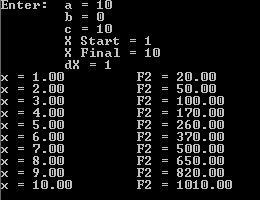 Enter:  a = 10
        b = 0
        c = 10
        X Start = 1
        X Final = 10
        dX = 1
x = 1.00        F2 = 20.00
x = 2.00        F2 = 50.00
x = 3.00        F2 = 100.00
x = 4.00        F2 = 170.00
x = 5.00        F2 = 260.00
x = 6.00        F2 = 370.00
x = 7.00        F2 = 500.00
x = 8.00        F2 = 650.00
x = 9.00        F2 = 820.00
x = 10.00       F2 = 1010.00